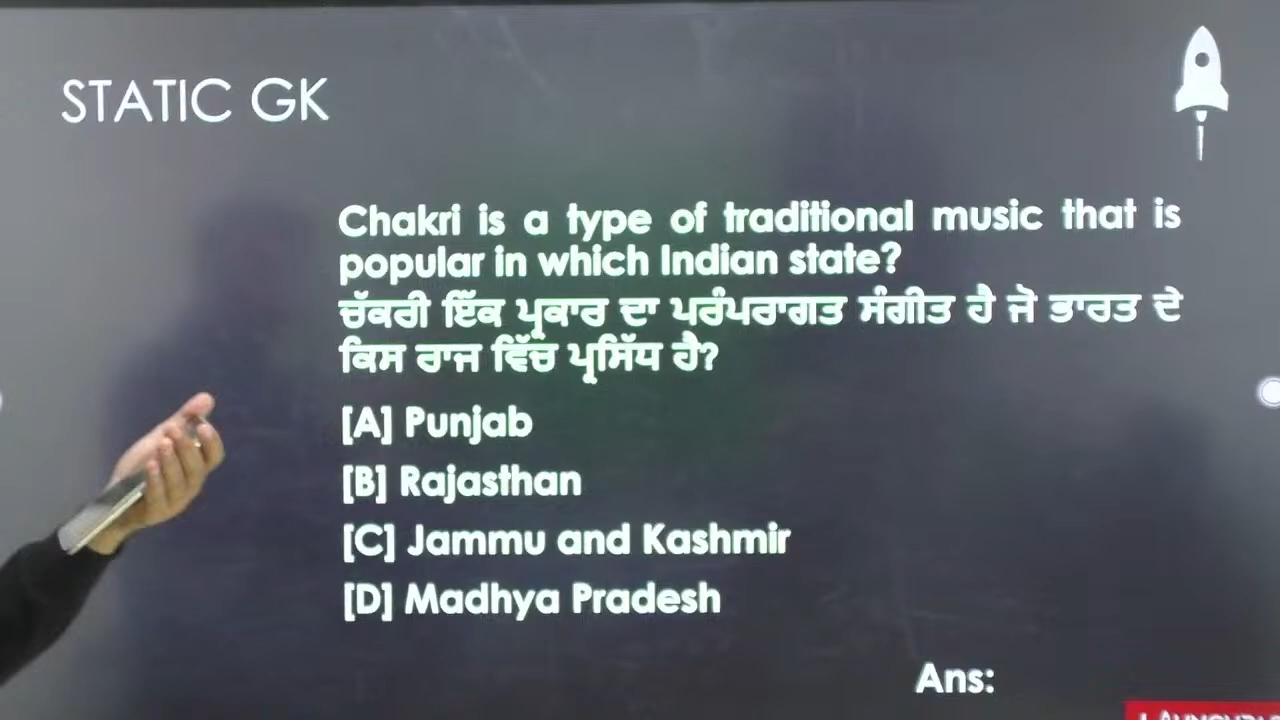 STATIC GK
Chakri is a type of traditional music that is
popular in which Indian state?
ਚੱਕਰੀ ਇੱਕ ਪ੍ਰਕਾਰ ਦਾ ਪਰੰਪਰਾਗਤ ਸੰਗੀਤ ਹੈ ਜੋ ਭਾਰਤ ਦੇ
ਕਿਸ ਰਾਜ ਵਿੱਚ ਪ੍ਰਸਿੱਧ ਹੈ?
[A] Punjab
[B] Rajasthan
[C] Jammu and Kashmir
[D] Madhya Pradesh
Ans: